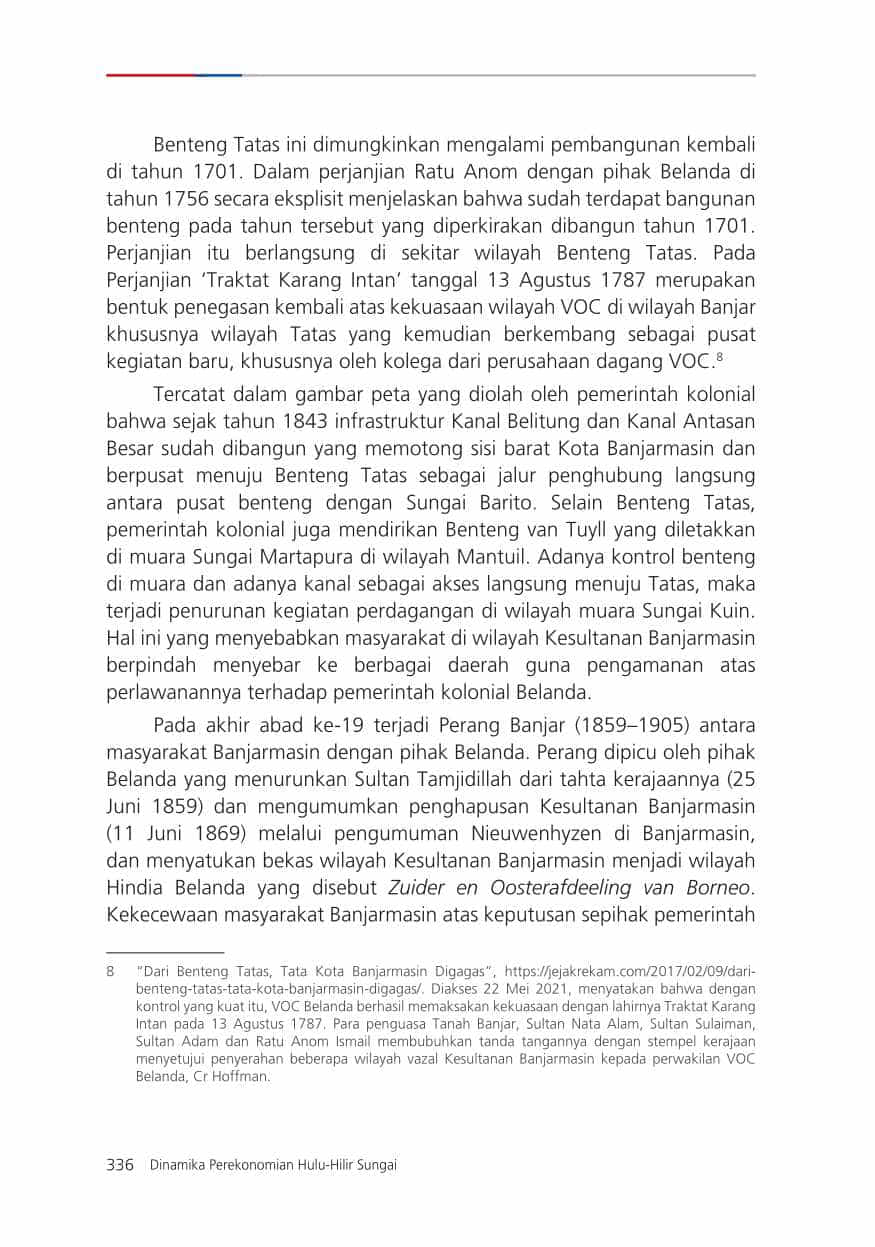 Benteng Tatas ini dimungkinkan mengalami pembangunan kembali
di tahun 1701. Dalam perjanjian Ratu Anom dengan pihak Belanda di
tahun 1756 secara eksplisit menjelaskan bahwa sudah terdapat bangunan
benteng pada tahun tersebut yang diperkirakan dibangun tahun 1701.
Perjanjian itu berlangsung di sekitar wilayah Benteng Tatas. Pada
Perjanjian ‘Traktat Karang Intan’ tanggal 13 Agustus 1787 merupakan
bentuk penegasan kembali atas kekuasaan wilayah VOC di wilayah Banjar
khususnya wilayah Tatas yang kemudian berkembang sebagai pusat
kegiatan baru, khususnya oleh kolega dari perusahaan dagang VOC.8
Tercatat dalam gambar peta yang diolah oleh pemerintah kolonial
bahwa sejak tahun 1843 infrastruktur Kanal Belitung dan Kanal Antasan
Besar sudah dibangun yang memotong sisi barat Kota Banjarmasin dan
berpusat menuju Benteng Tatas sebagai jalur penghubung langsung
antara pusat benteng dengan Sungai Barito. Selain Benteng Tatas,
pemerintah kolonial juga mendirikan Benteng van Tuyll yang diletakkan
di muara Sungai Martapura di wilayah Mantuil. Adanya kontrol benteng
di muara dan adanya kanal sebagai akses langsung menuju Tatas, maka
terjadi penurunan kegiatan perdagangan di wilayah muara Sungai Kuin.
Hal ini yang menyebabkan masyarakat di wilayah Kesultanan Banjarmasin
berpindah menyebar ke berbagai daerah guna pengamanan atas
perlawanannya terhadap pemerintah kolonial Belanda.
Pada akhir abad ke-19 terjadi Perang Banjar (1859–1905) antara
masyarakat Banjarmasin dengan pihak Belanda. Perang dipicu oleh pihak
Belanda yang menurunkan Sultan Tamjidillah dari tahta kerajaannya (25
Juni 1859) dan mengumumkan penghapusan Kesultanan Banjarmasin
(11 Juni 1869) melalui pengumuman Nieuwenhyzen di Banjarmasin,
dan menyatukan bekas wilayah Kesultanan Banjarmasin menjadi wilayah
Hindia Belanda yang disebut Zuider en Oosterafdeeling van Borneo.
Kekecewaan masyarakat Banjarmasin atas keputusan sepihak pemerintah
8 “Dari Benteng Tatas, Tata Kota Banjarmasin Digagas”, https://jejakrekam.com/2017/02/09/dari-
benteng-tatas-tata-kota-banjarmasin-digagas/. Diakses 22 Mei 2021, menyatakan bahwa dengan
kontrol yang kuat itu, VOC Belanda berhasil memaksakan kekuasaan dengan lahirnya Traktat Karang
Intan pada 13 Agustus 1787. Para penguasa Tanah Banjar, Sultan Nata Alam, Sultan Sulaiman,
Sultan Adam dan Ratu Anom Ismail membubuhkan tanda tangannya dengan stempel kerajaan
menyetujui penyerahan beberapa wilayah vazal Kesultanan Banjarmasin kepada perwakilan VOC
Belanda, Cr Hoffman.
336 Dinamika Perekonomian Hulu-Hilir Sungai